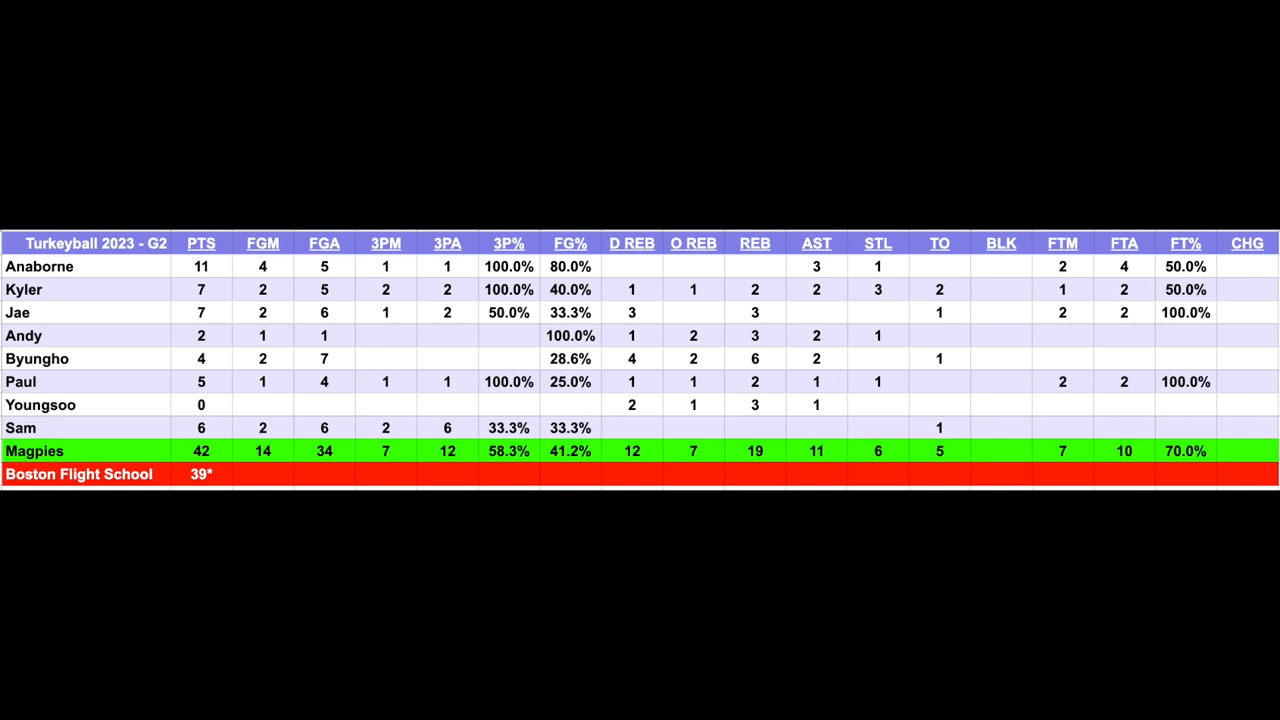 Turkeyball 2023 - G2 PTS FGM FGA 3PM 3PA 3P% FG% D REB O REB REB AST STL TO BLK FTM FTA FT% CHG
Anaborne 11 4 5 1 1 100.0% 80.0% 3 1 2 4 50.0%
Kyler 7 2 5 2 2 100.0% 40.0% 1 1 2 2 3 2 1 2 50.0%
Jae 7 2 6 1 2 50.0% 33.3% 3 3 1 2 2 100.0%
Andy 2 1 1 100.0% 1 2 3 2 1
Byungho 4 2 7 28.6% 4 2 6 2 1
Paul 5 1 4 1 1 100.0% 25.0% 1 1 2 1 1 2 2 100.0%
Youngsoo 0 2 1 3 1
Sam 6 2 6 2 6 33.3% 33.3% 1
Magpies 42 14 34 7 12 58.3% 41.2% 12 7 19 11 6 5 7 10 70.0%
Boston Flight School 39*